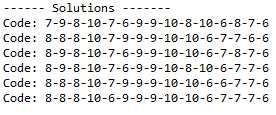 ------ Solutions -------
Code: 7-9-8-10-7-6-9-9-10-8-10-6-8-7-6
Code: 8-8-8-10-7-9-9-9-10-10-6-7-7-6-6
Code: 8-9-8-10-7-6-9-9-10-10-6-6-7-8-6
Code: 8-9-8-10-7-6-9-9-10-8-10-6-7-7-6
Code: 8-8-8-10-7-6-9-9-10-10-6-7-7-7-6
Code: 8-8-8-10-6-9-9-9-10-10-6-7-7-7-6